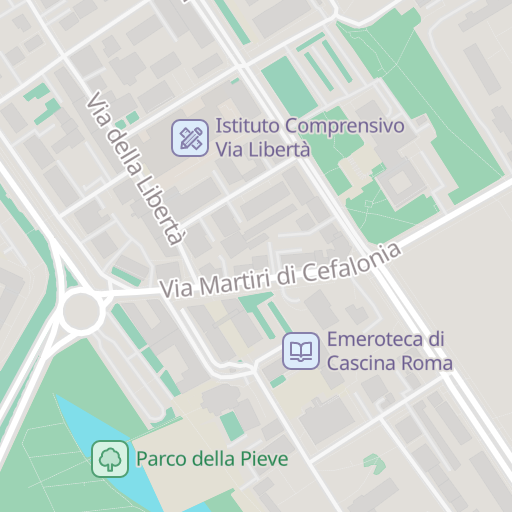 Istituto Comprensivo
Via Libertà
Via della Libertà
Via Martiri di Cefalonia
Emeroteca di
Cascina Roma
Parco della Pieve